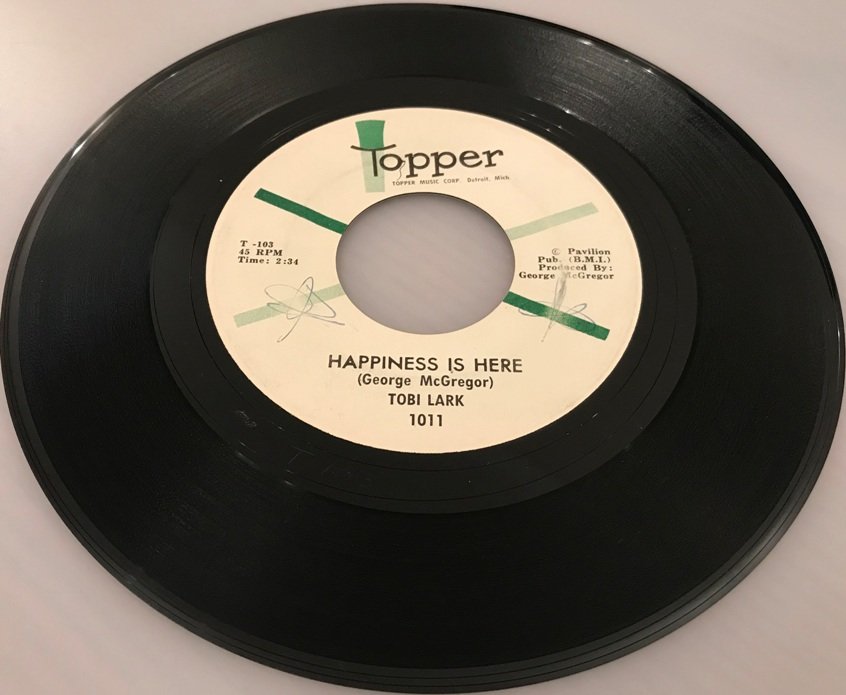 Topper
TOPPER MUSIC CORP. Detroit, Mich
T -103
45 RPM
Time: 2:34
© Pavilion
Pub. (B.M.I.)
Produced By:
George McGregor
HAPPINESS IS HERE
(George McGregor)
TOBI LARK
1011